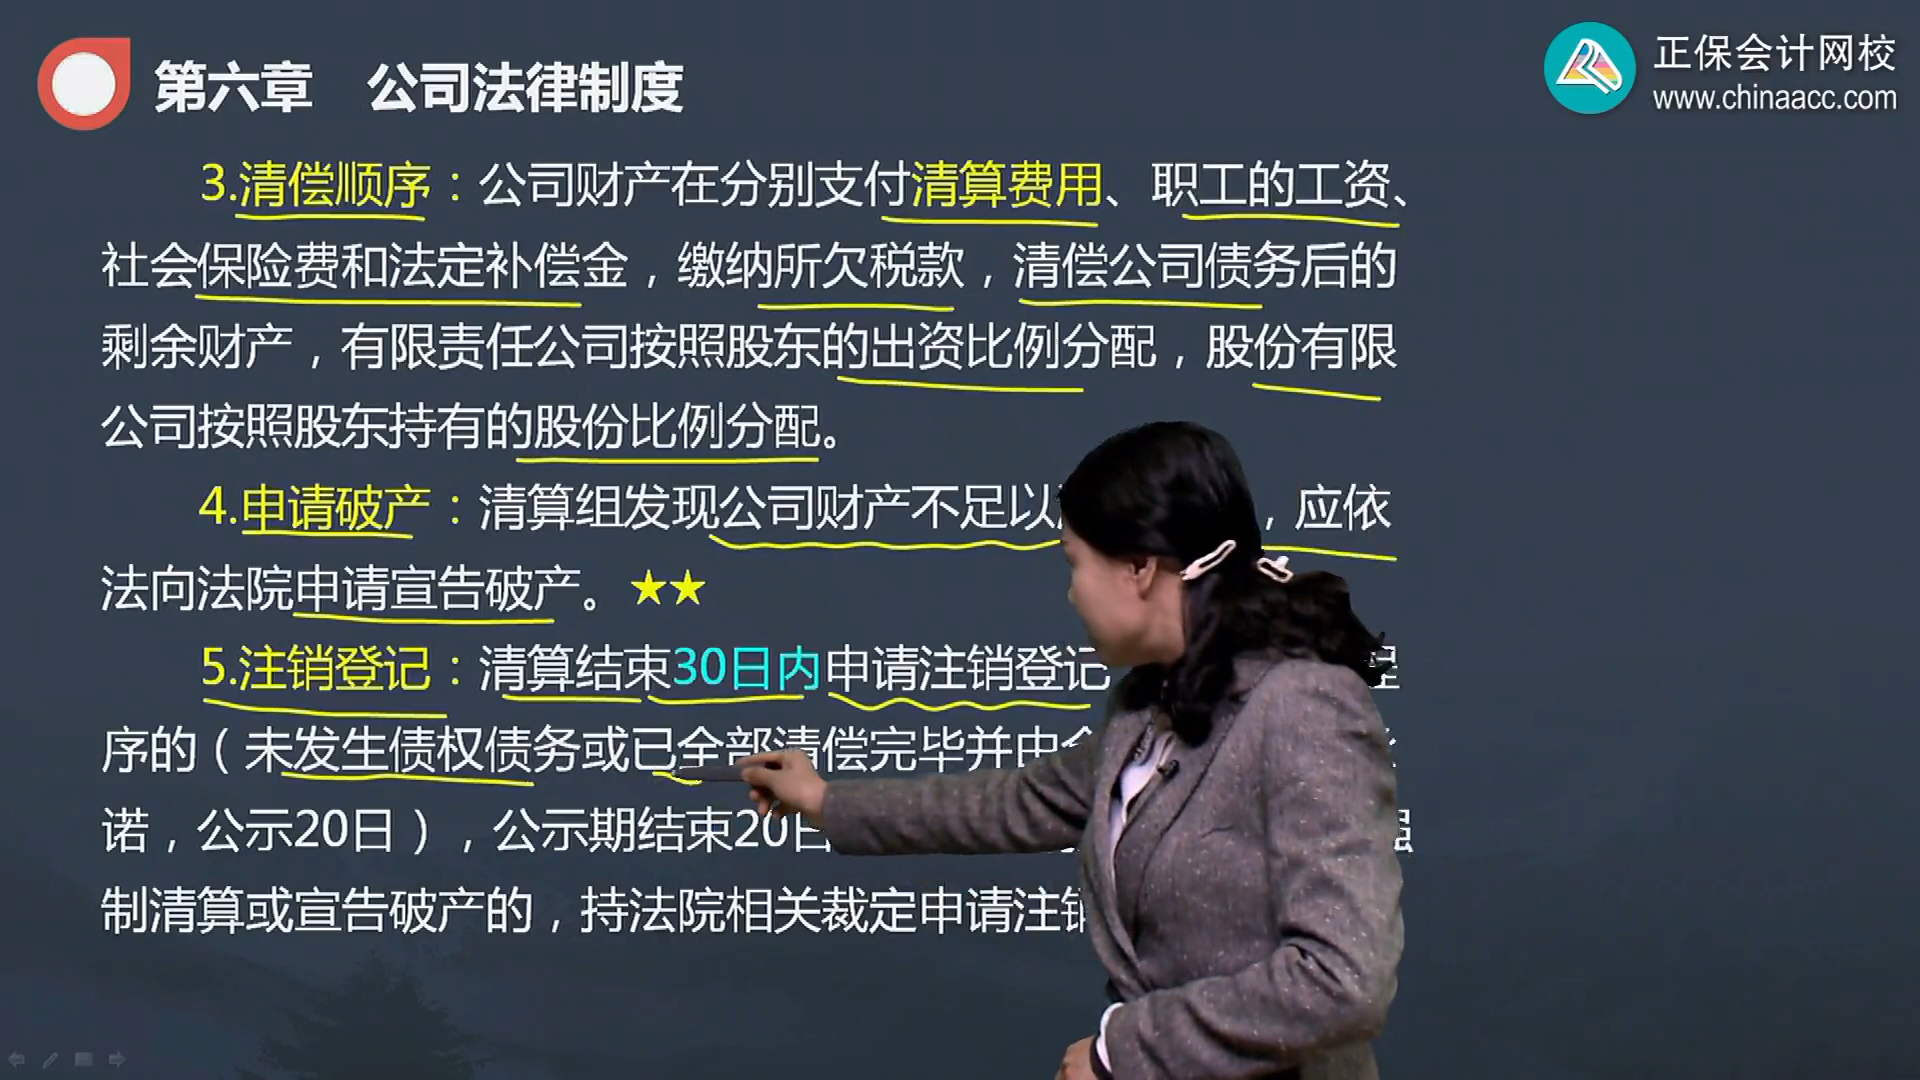 第六章 公司法律制度
正保会计网校
www.chinaacc.com
3.清偿顺序：公司财产在分别支付清算费用、职工的工资、
社会保险费和法定补偿金，缴纳所欠税款，清偿公司债务后的
剩余财产，有限责任公司按照股东的出资比例分配，股份有限
公司按照股东持有的股份比例分配。
4.申请破产：清算组发现公司财产不足以，应依
法向法院申请宣告破产。★★
5.注销登记：清算结束30日内申请注销登记
序的（未发生债权债务或已全部清偿完毕并由全
诺，公示20日），公示期结束20日
制清算或宣告破产的，持法院相关裁定申请注销